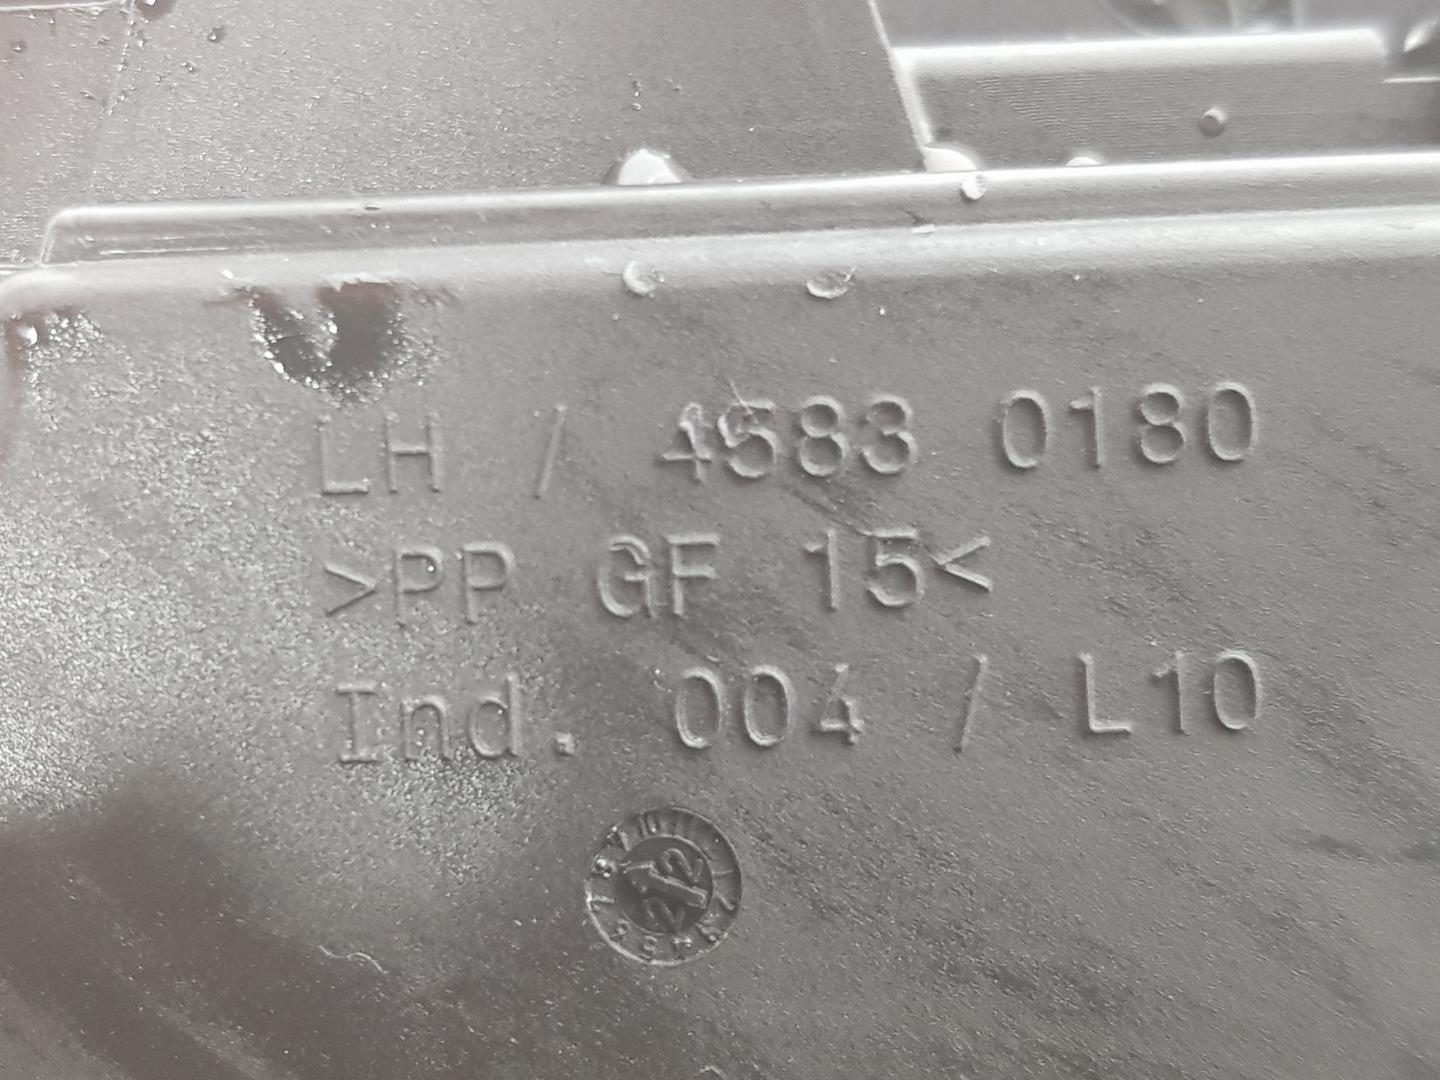 LH / 4583 0180
>PP GF 15<
Ind. 004 / L10